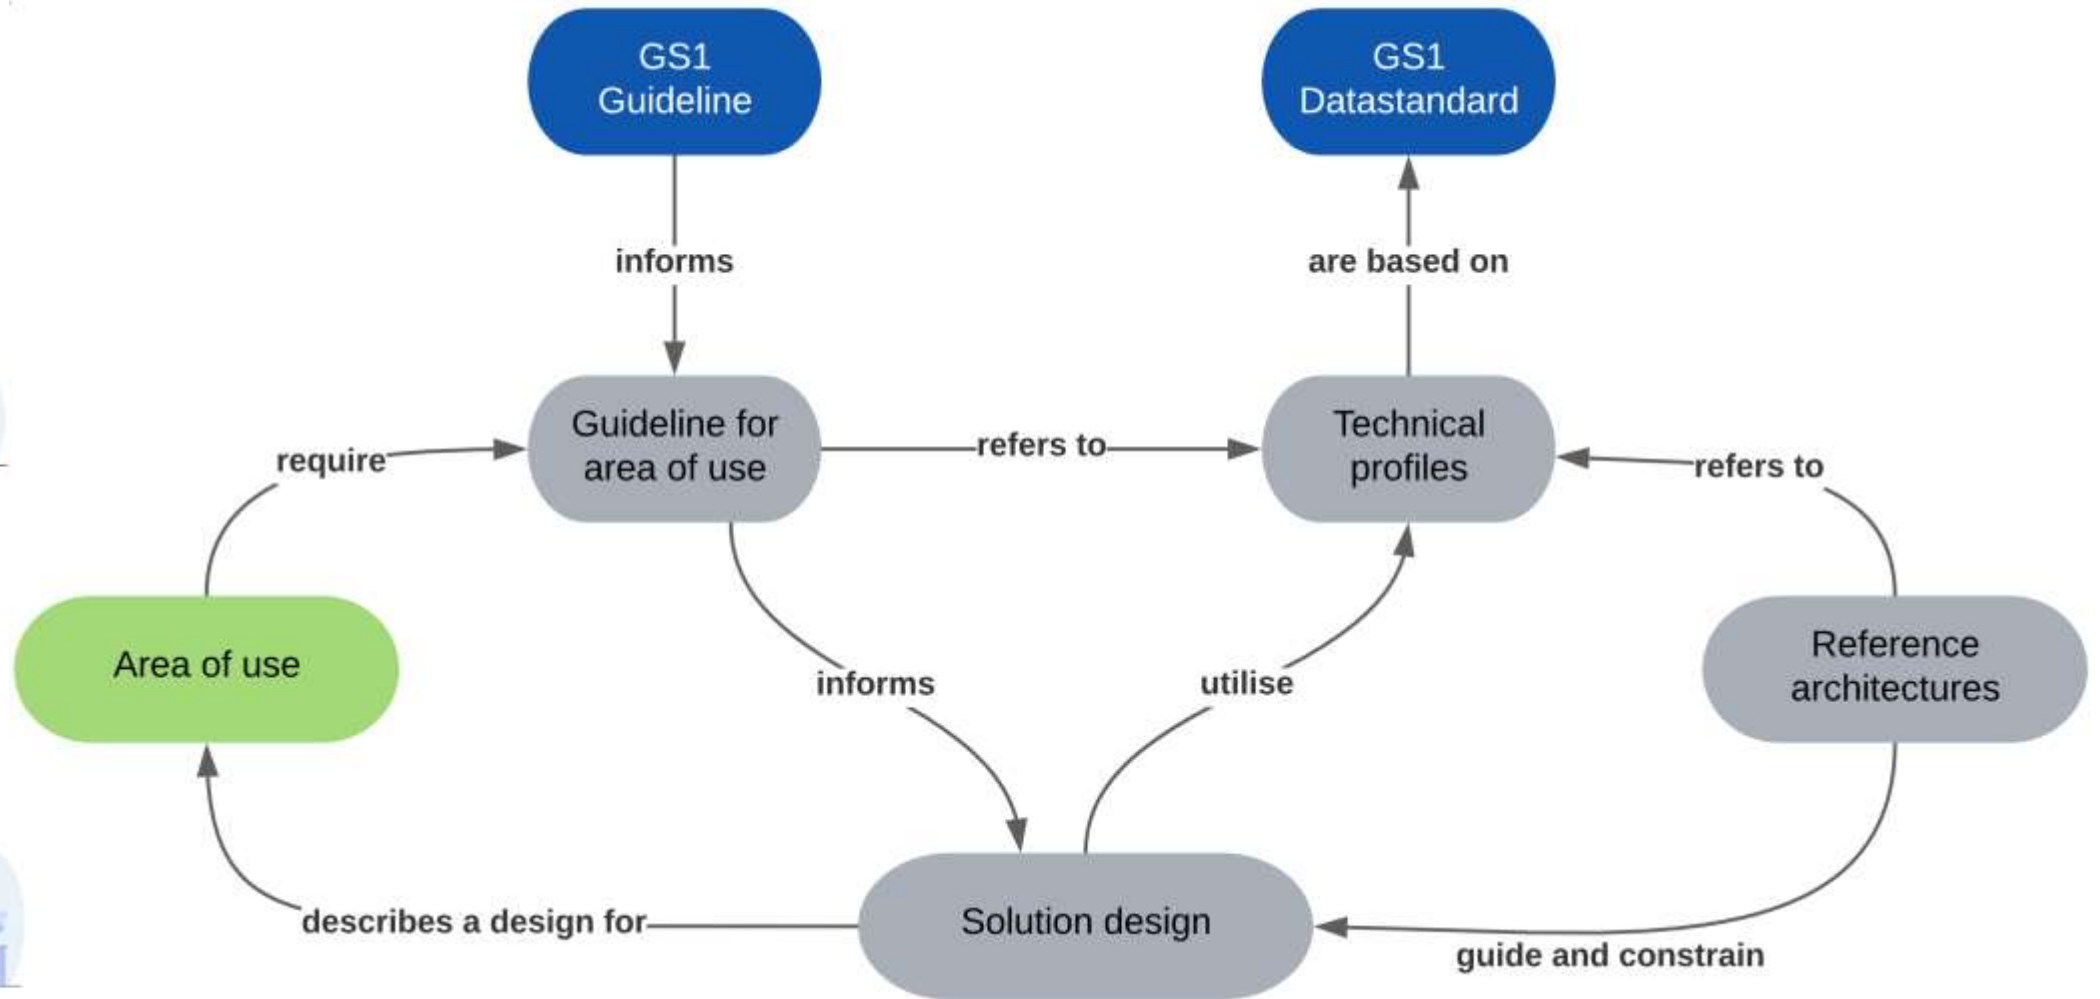 GS1
Guideline
GS1
Datastandard
informs
are based on
Guideline for
area of use
Technical
profiles
require
refers to
refers to
Area of use
Reference
architectures
informs
utilise
Solution design
describes a design for
guide and constrain